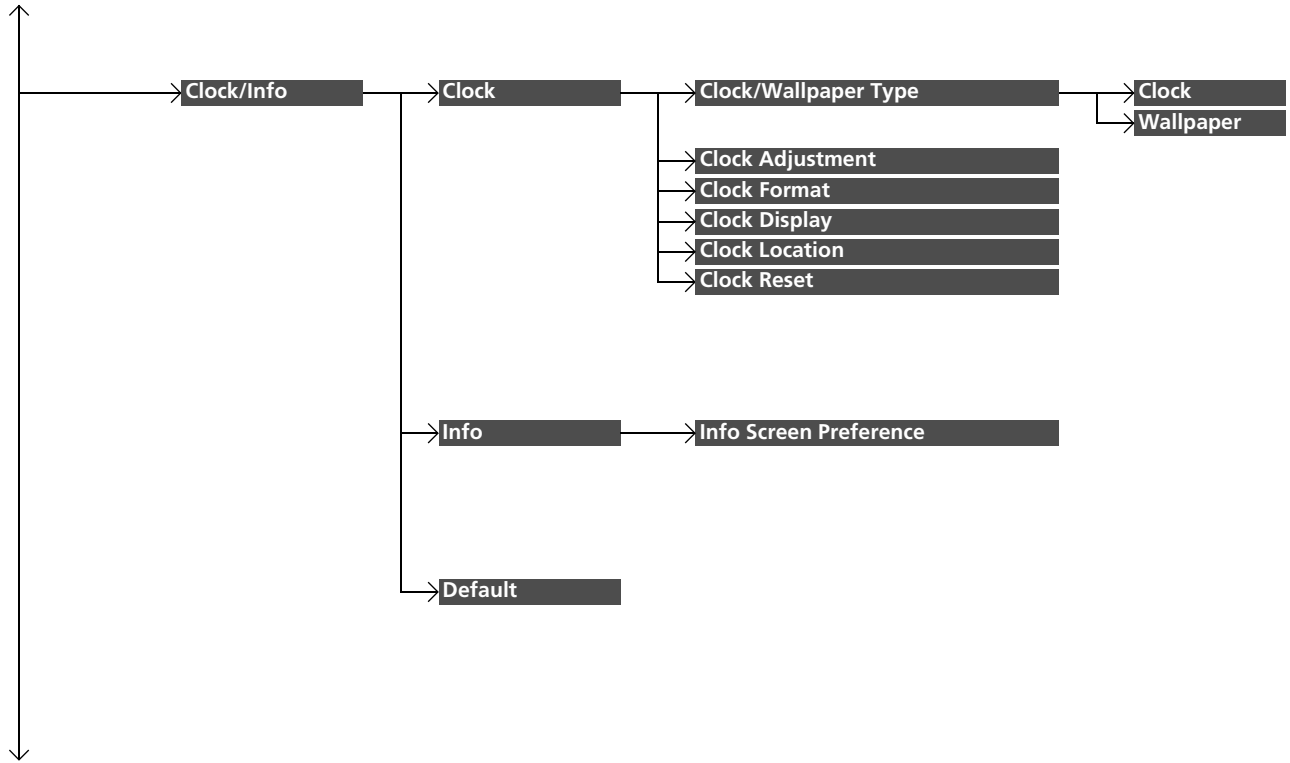 Clock/Info
Clock
Clock/Wallpaper Type
Clock
Wallpaper
Clock Adjustment
Clock Format
Clock Display
Clock Location
Clock Reset
Info
Info Screen Preference
Default